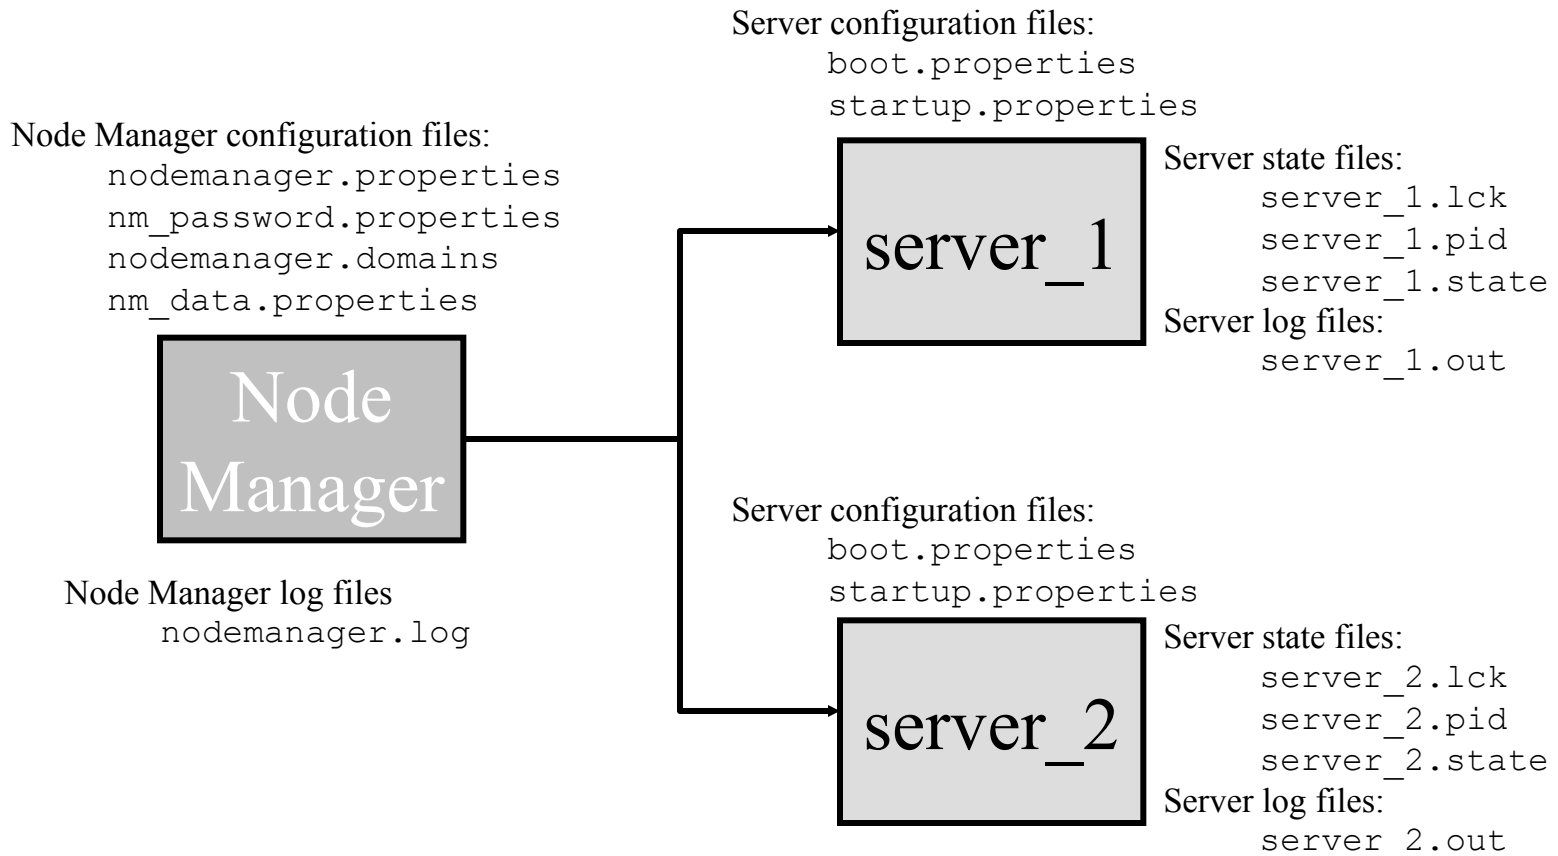 Node Manager configuration files:
nodemanager.properties
nm_password.properties
nodemanager.domains
nm_data.properties
Node
Manager
Node Manager log files
nodemanager.log
Server configuration files:
boot.properties
startup.properties
server_1
Server state files:
server_1.lck
server_1.pid
server_1.state
Server log files:
server_1.out
Server configuration files:
boot.properties
startup.properties
server_2
Server state files:
server_2.lck
server_2.pid
server_2.state
Server log files:
server_2.out